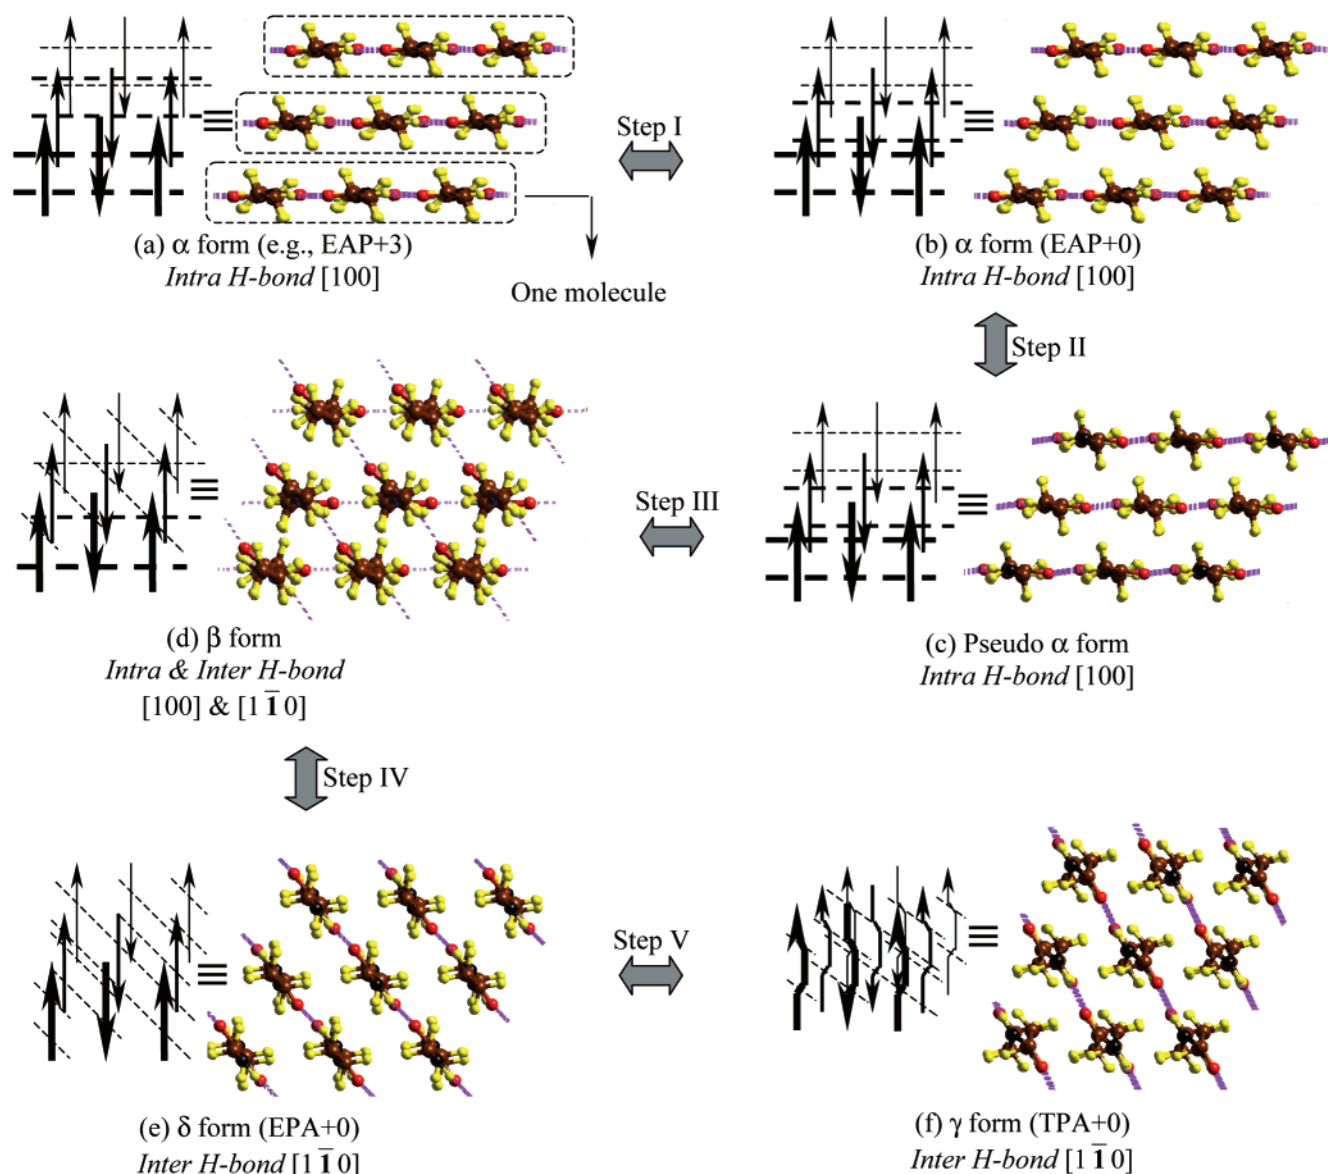 Step I
(a) α form (e.g., EAP+3)
Intra H-bond [100]
One molecule
(b) α form (EAP+0)
Intra H-bond [100]
Step II
Step III
(d) β form
Intra & Inter H-bond
[100] & [1 1̅ 0]
(c) Pseudo α form
Intra H-bond [100]
Step IV
Step V
(e) δ form (EPA+0)
Inter H-bond [1 1̅ 0]
(f) γ form (TPA+0)
Inter H-bond [1 1̅ 0]